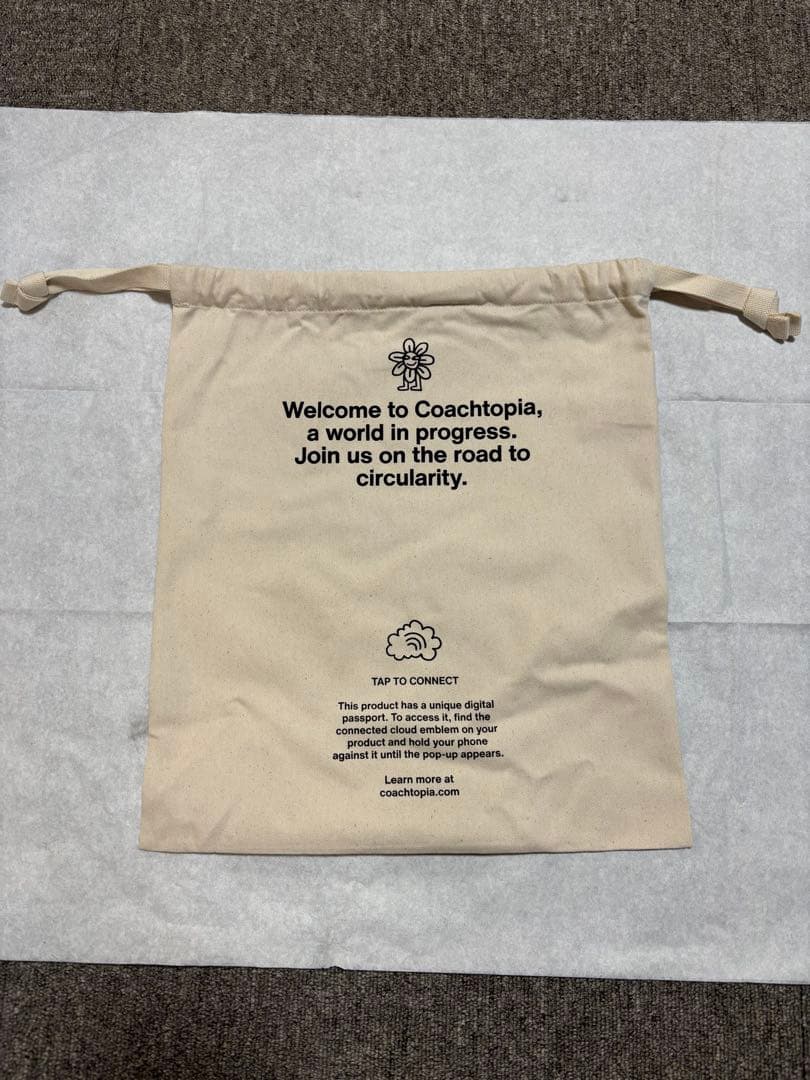 Welcome to Coachtopia,
a world in progress.
Join us on the road to
circularity.
TAP TO CONNECT
This product has a unique digital
passport. To access it, find the
connected cloud emblem on your
product and hold your phone
against it until the pop-up appears.
Learn more at
coachtopia.com